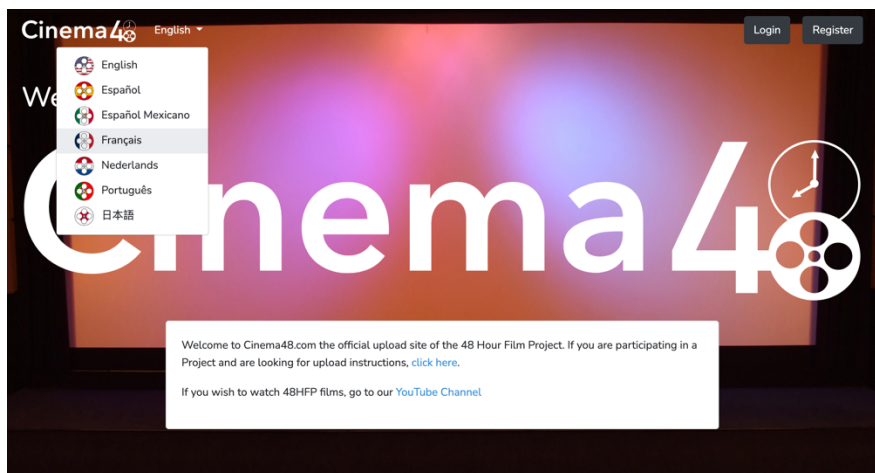 Cinema48
English
Login
Register
English
Español
Español Mexicano
Français
Nederlands
Português
日本語
We
Cinema48
Welcome to Cinema48.com the official upload site of the 48 Hour Film Project. If you are participating in a
Project and are looking for upload instructions, click here.
If you wish to watch 48HFP films, go to our YouTube Channel